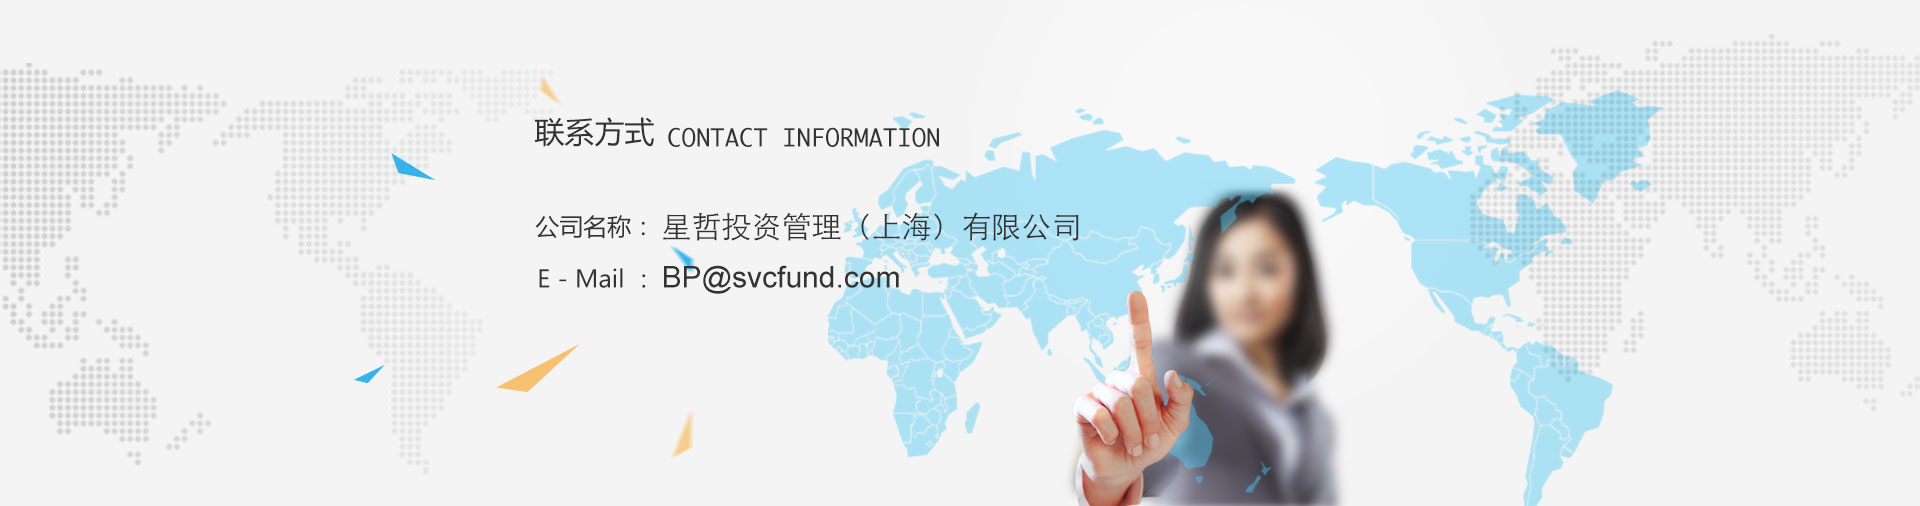 联系方式 CONTACT INFORMATION
公司名称：星哲投资管理（上海）有限公司
E - Mail ：BP@svcfund.com